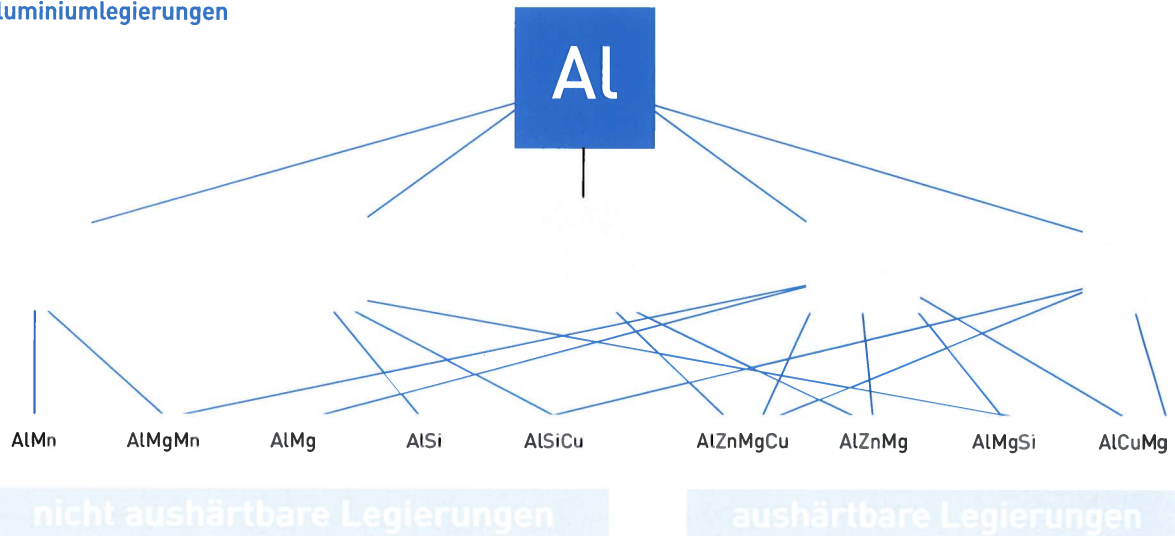 luminiumlegierungen
Al
AlMn AlMgMn AlMg AlSi AlSiCu AlZnMgCu AlZnMg AlMgSi AlCuMg
nicht aushärtbare Legierungen aushärtbare Legierungen